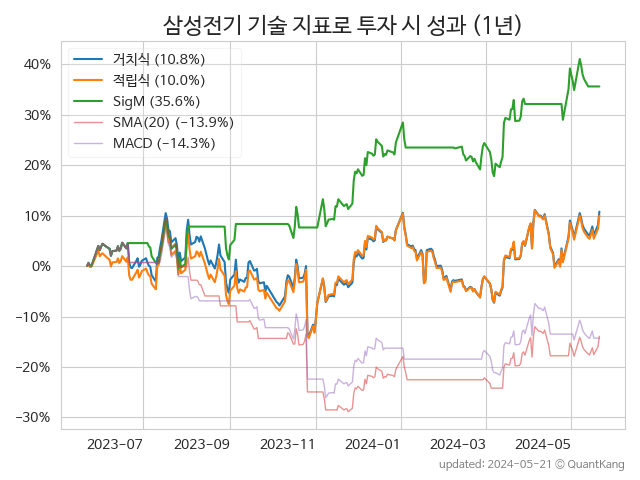 삼성전기 기술 지표로 투자 시 성과 (1년)
거치식 (10.8%)
적립식 (10.0%)
SigM (35.6%)
SMA(20) (−13.9%)
MACD (−14.3%)
40%
30%
20%
10%
0%
−10%
−20%
−30%
2023−07 2023−09 2023−11 2024−01 2024−03 2024−05
updated: 2024−05−21 ⓒ QuantKang